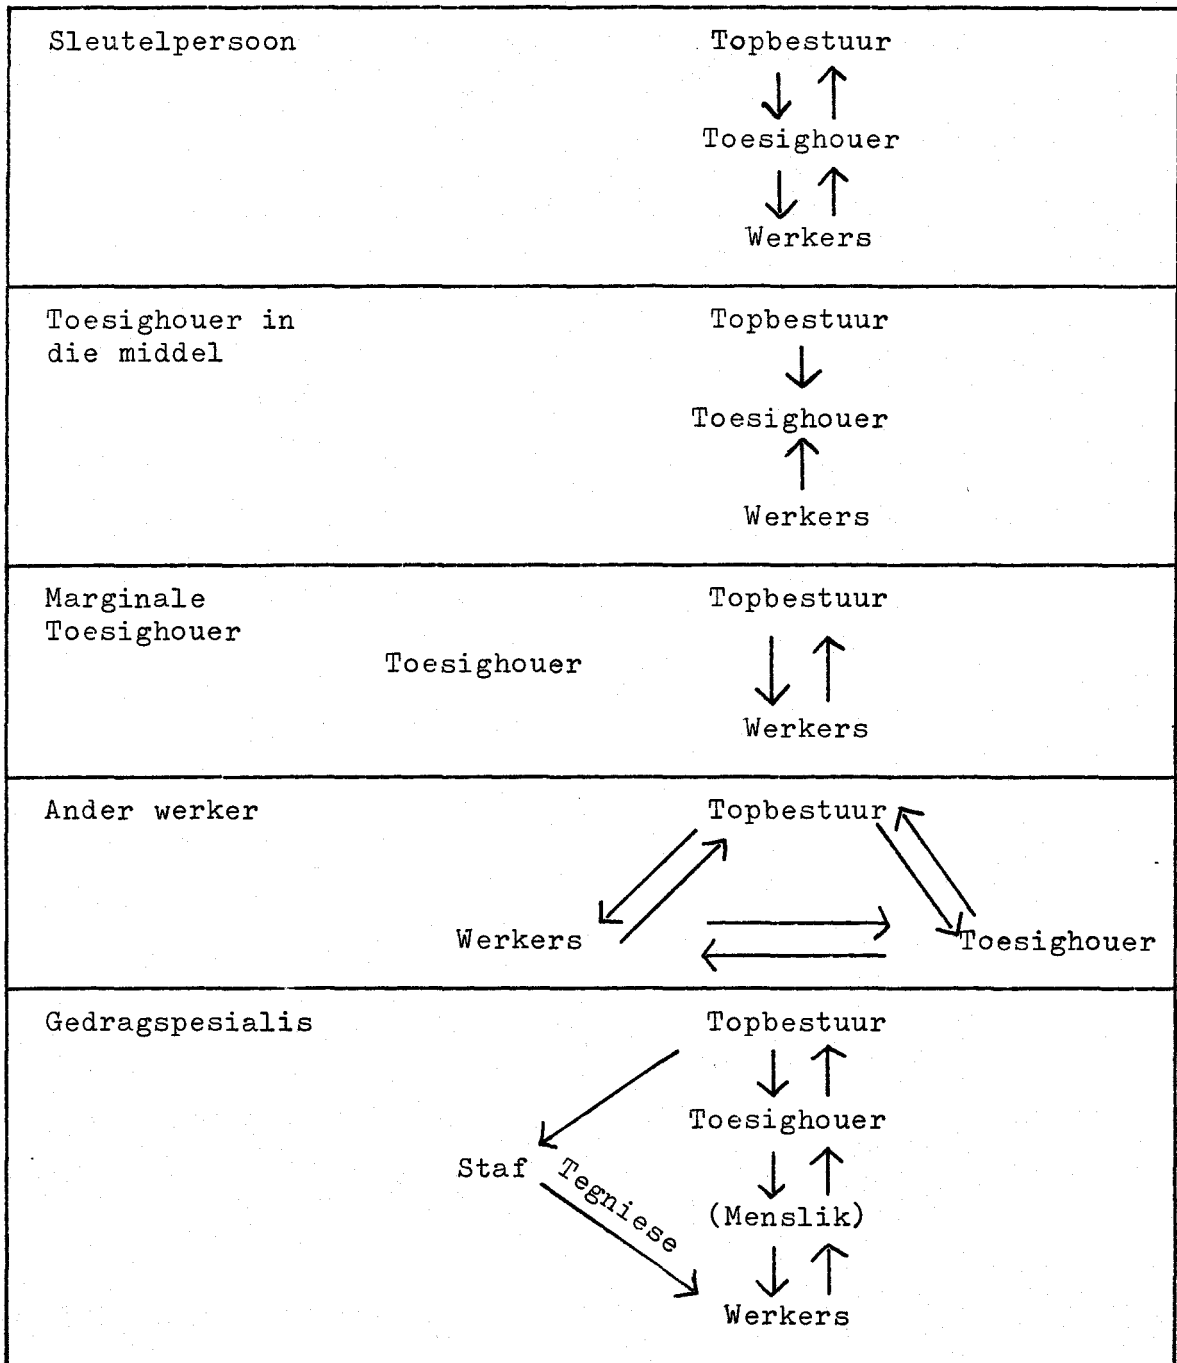 Sleutelpersoon
Topbestuur
Toesighouer
Werkers
Toesighouer in
die middel
Topbestuur
Toesighouer
Werkers
Marginale
Toesighouer
Topbestuur
Toesighouer
Werkers
Ander werker
Topbestuur
Werkers
Toesighouer
Gedragspesialis
Topbestuur
Toesighouer
Staf
Tegniese
(Menslik)
Werkers